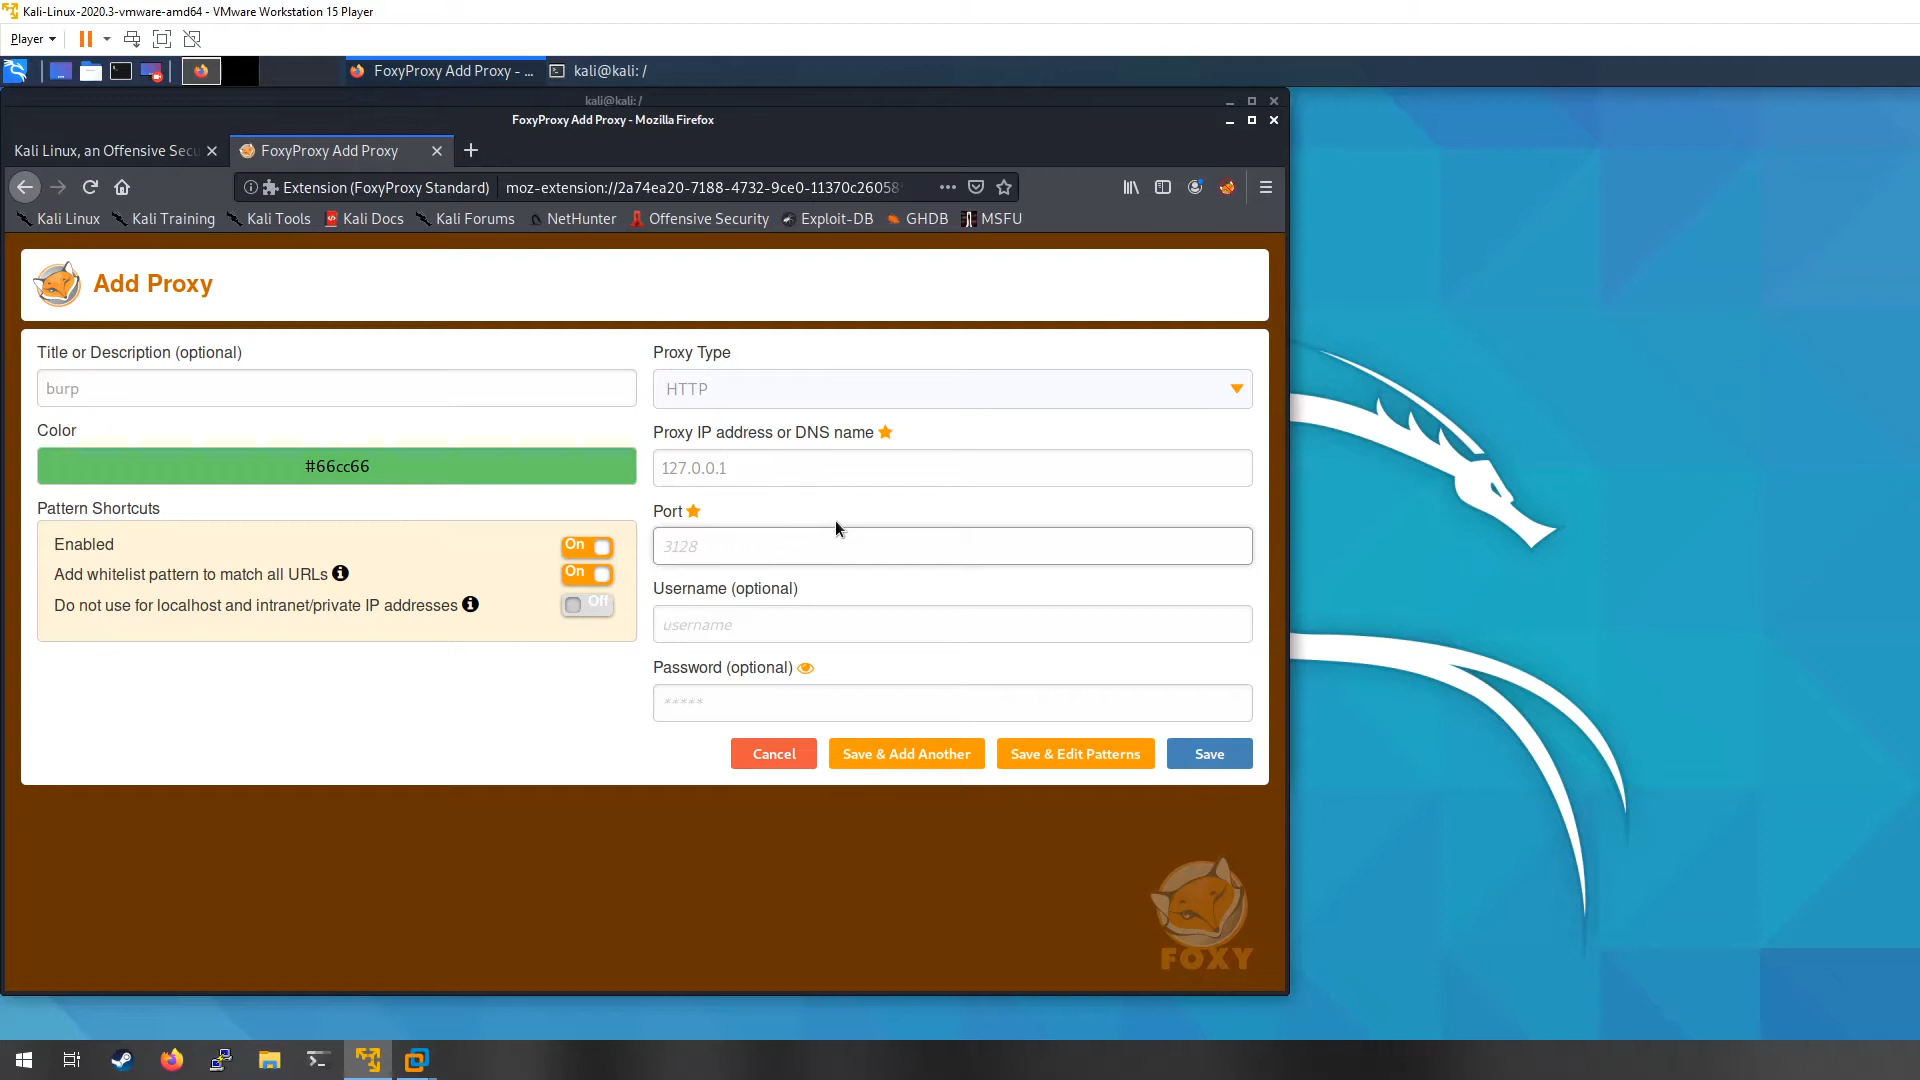 Kali-Linux-2020.3-vmware-amd64 - VMware Workstation 15 Player
Player
FoxyProxy Add Proxy - ...
kali@kali: /
kali@kali: /
FoxyProxy Add Proxy - Mozilla Firefox
Kali Linux, an Offensive Secu
FoxyProxy Add Proxy
Extension (FoxyProxy Standard)
moz-extension://2a74ea20-7188-4732-9ce0-11370c26058
Kali Linux
Kali Training
Kali Tools
Kali Docs
Kali Forums
NetHunter
Offensive Security
Exploit-DB
GHDB
MSFU
Add Proxy
Title or Description (optional)
burp
Color
#66cc66
Pattern Shortcuts
Enabled
On
Add whitelist pattern to match all URLs
On
Do not use for localhost and intranet/private IP addresses
Off
Proxy Type
HTTP
Proxy IP address or DNS name
127.0.0.1
Port
3128
Username (optional)
username
Password (optional)
*****
Cancel
Save & Add Another
Save & Edit Patterns
Save
FOXY